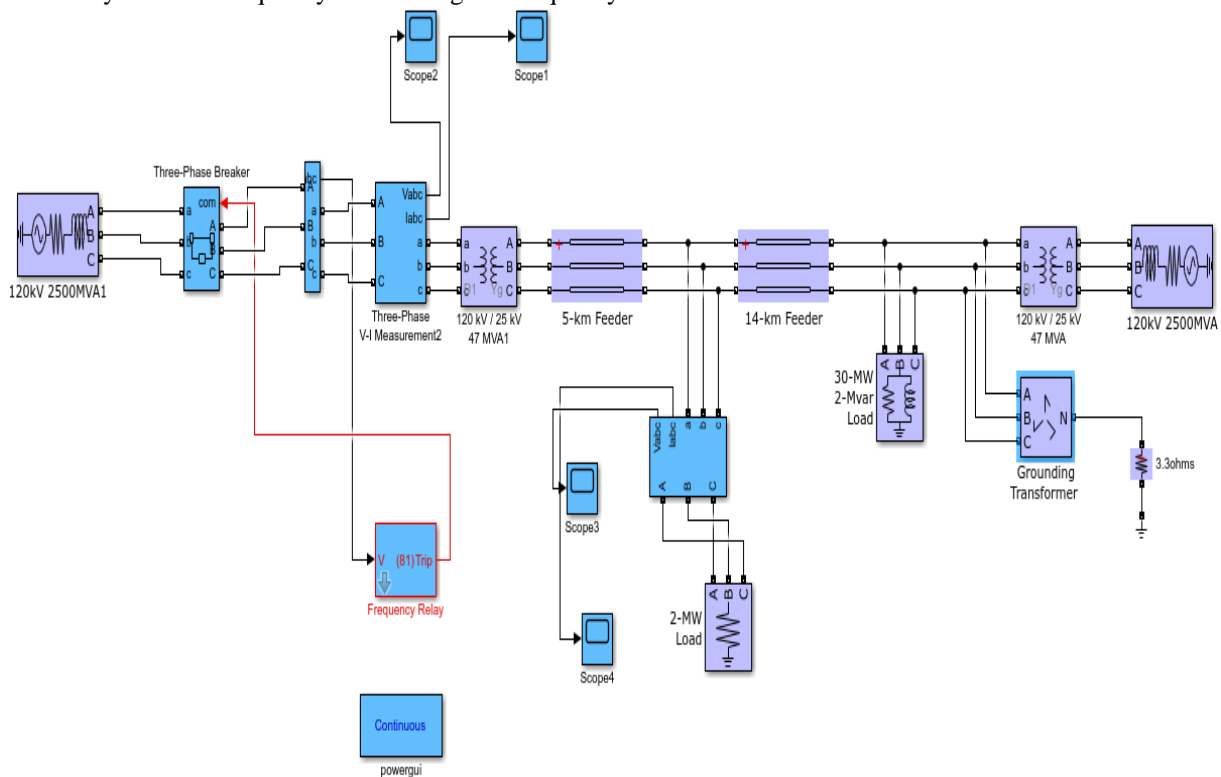 Scope2
Scope1
Three-Phase Breaker
com
a
b
c
A
B
C
A
B
C
120kV 2500MVA1
A
a
B
b
C
c
A
B
C
Vabc
Iabc
a
b
c
Three-Phase
V-I Measurement2
a
b
c
A
B
C
Yg
120 kV / 25 kV
47 MVA1
5-km Feeder
14-km Feeder
a
b
c
A
B
C
Yg
120 kV / 25 kV
47 MVA
A
B
C
120kV 2500MVA
A
B
C
30-MW
2-Mvar
Load
A
B
C
N
Grounding
Transformer
3.3ohms
Vabc
Iabc
a
b
c
A
B
C
Scope3
V
(81)Trip
Frequency Relay
Scope4
A
B
C
2-MW
Load
Continuous
powergui